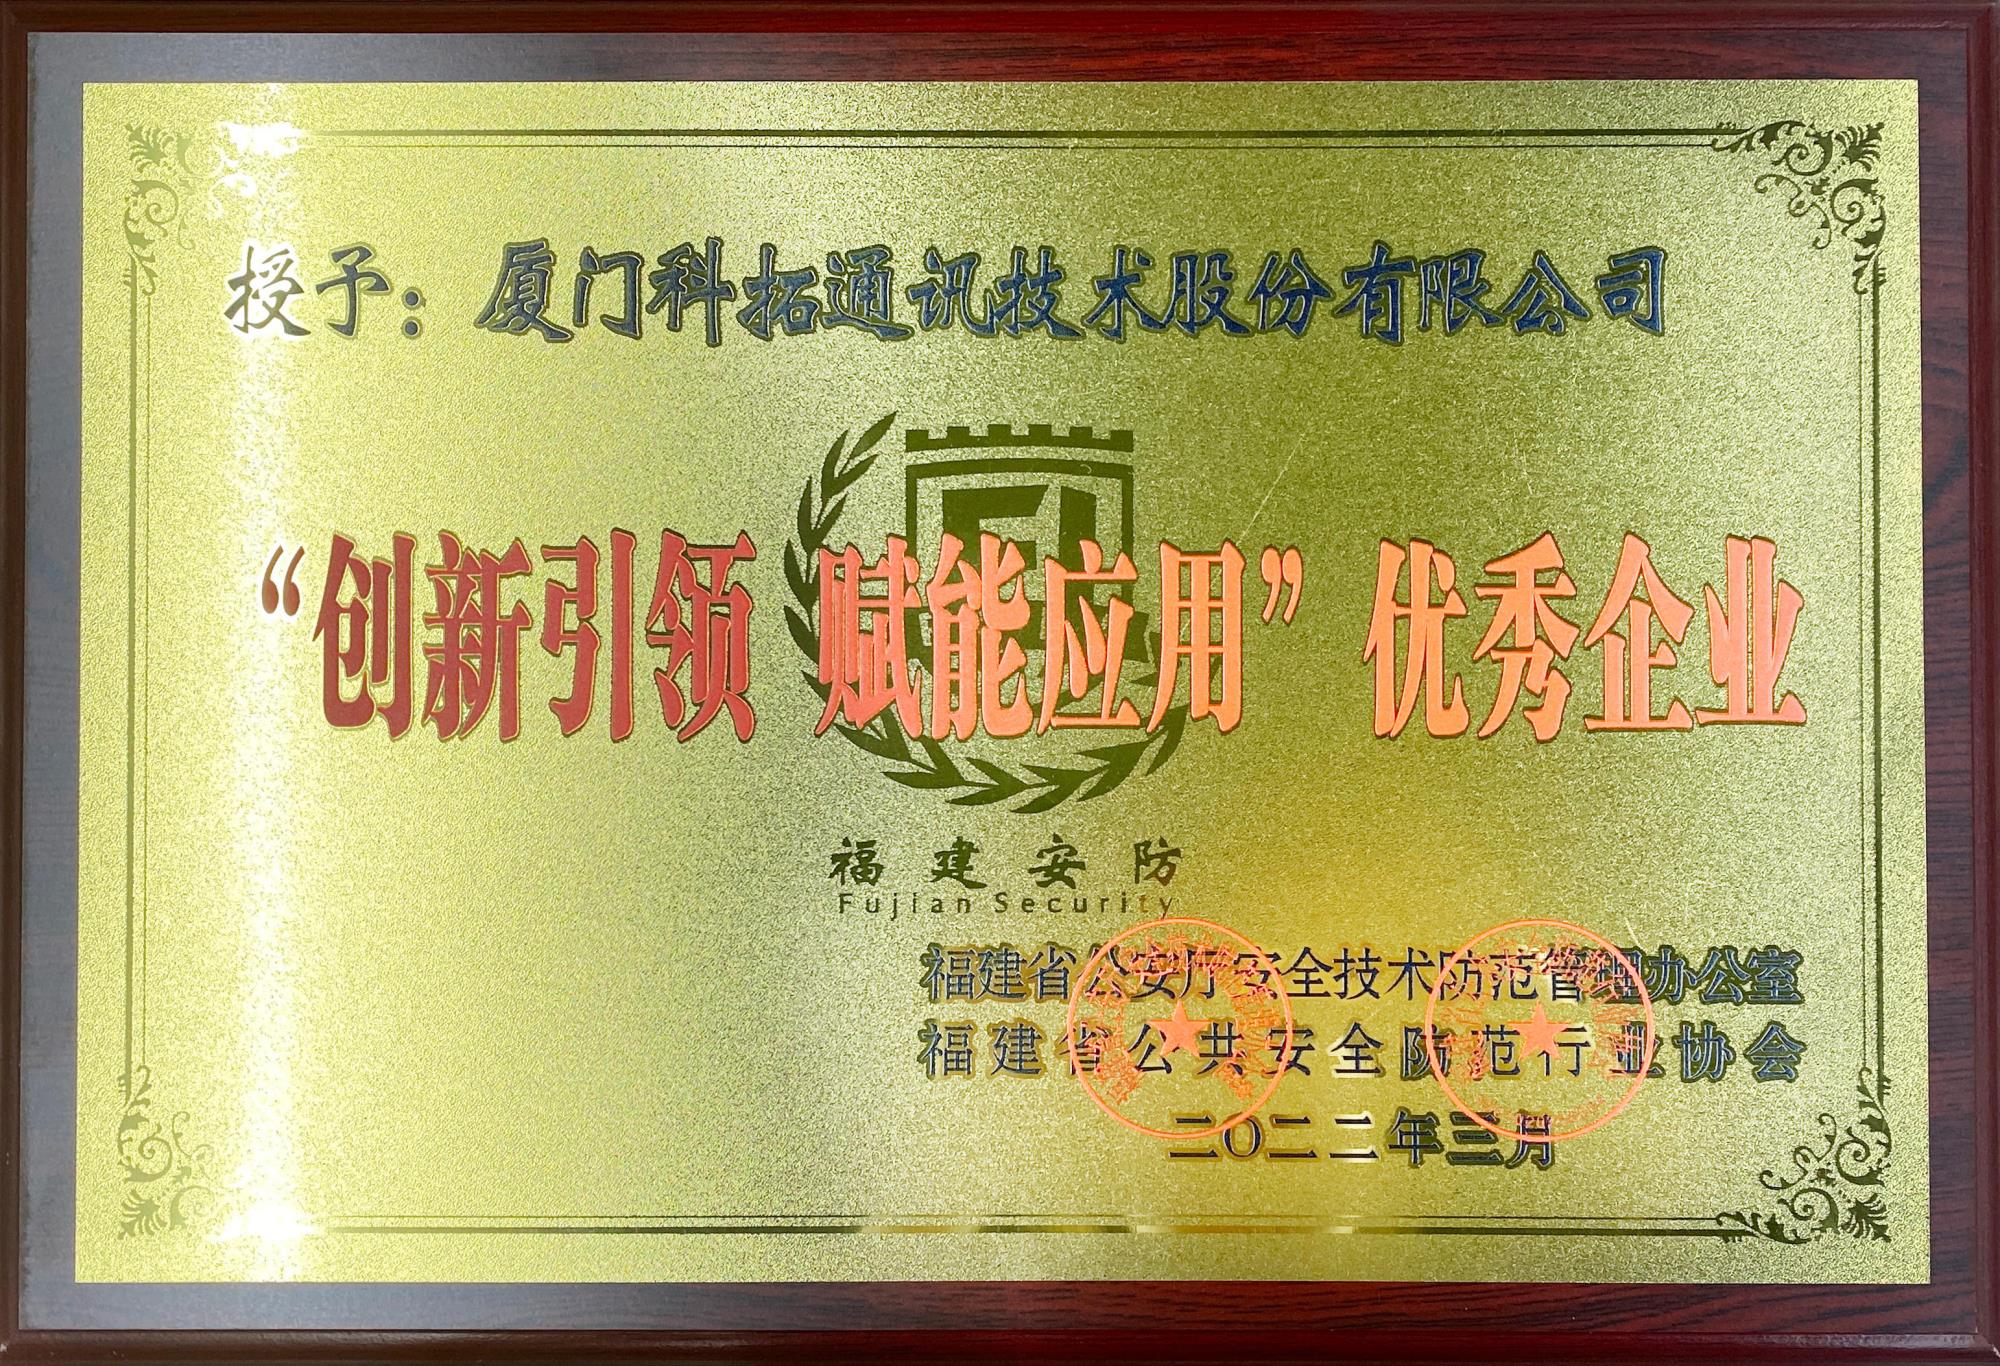 授予：厦门科拓通讯技术股份有限公司
“创新引领 赋能应用” 优秀企业
福建安防
Fujian Security
福建省公安厅安全技术防范管理办公室
福建省公共安全防范行业协会
二〇二二年三月